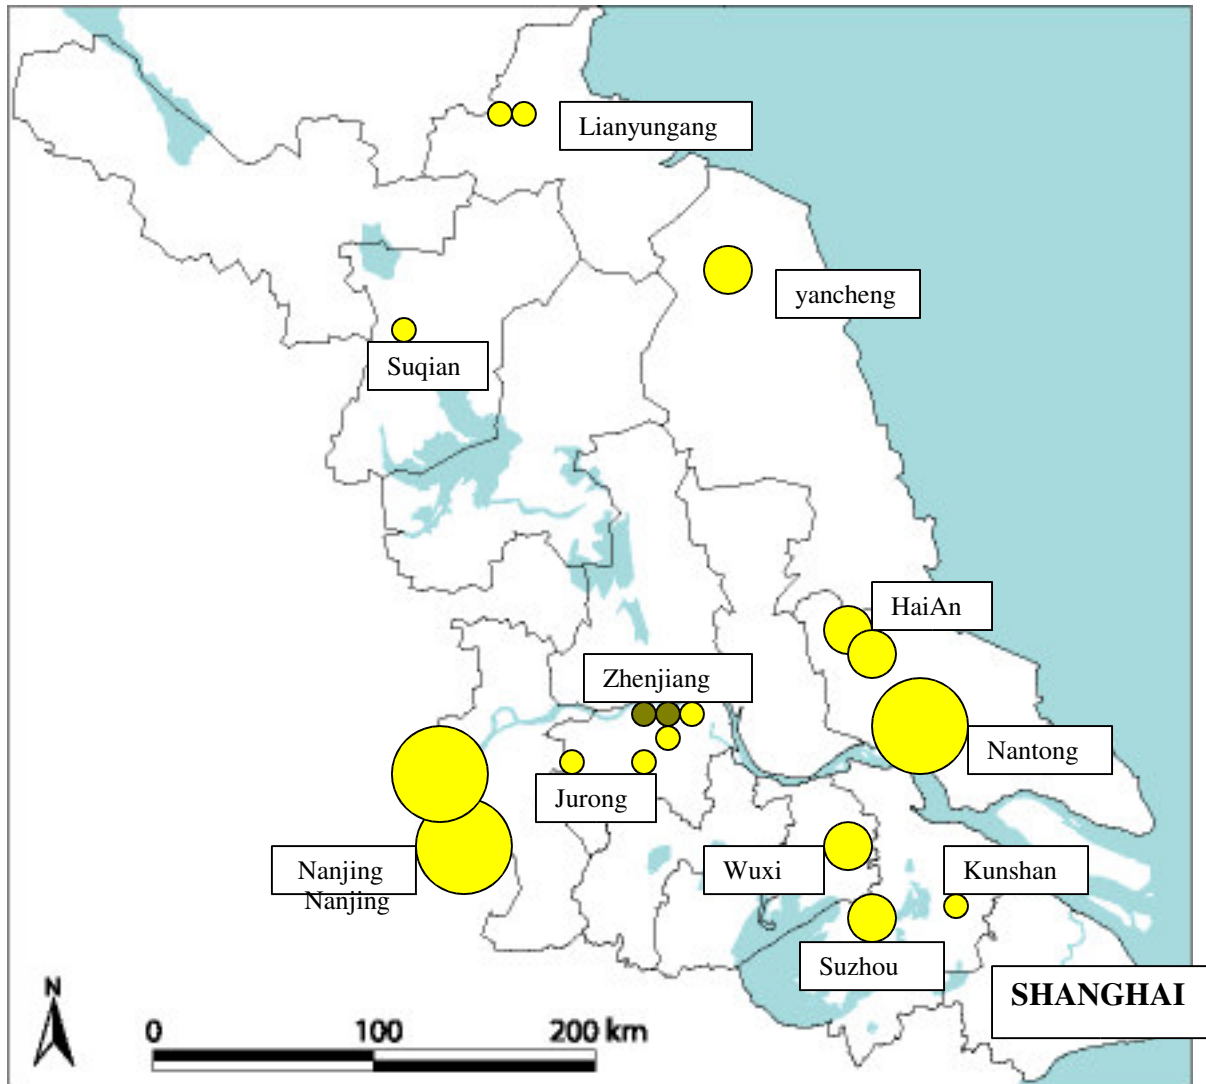 Lianyungang
yancheng
Suqian
HaiAn
Zhenjiang
Nantong
Jurong
Nanjing
Nanjing
Wuxi
Kunshan
Suzhou
SHANGHAI
N
0 100 200 km